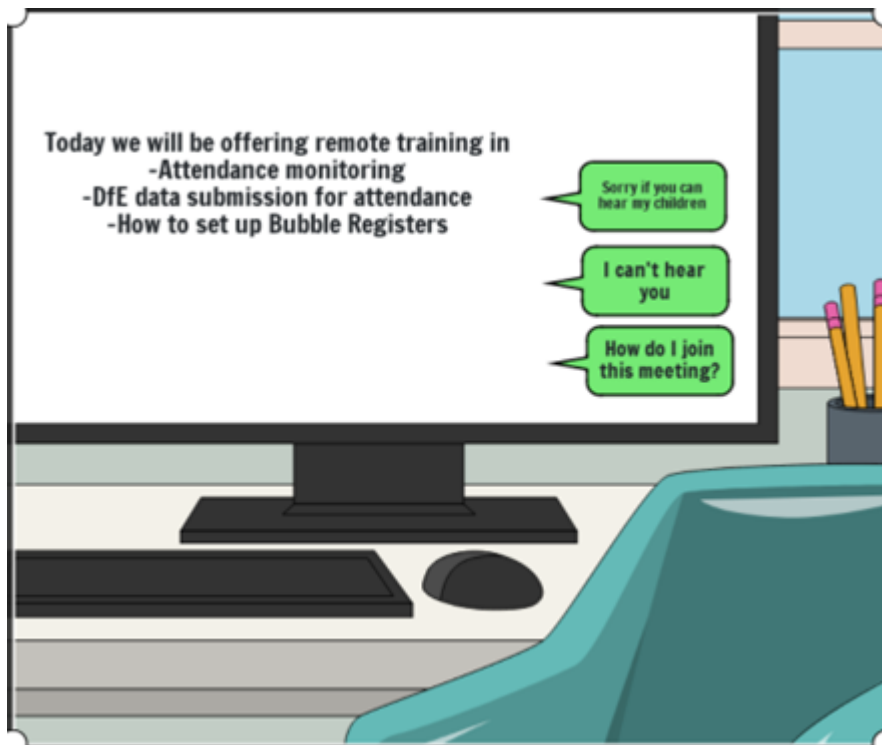 Today we will be offering remote training in
-Attendance monitoring
-DfE data submission for attendance
-How to set up Bubble Registers
Sorry if you can
hear my children
I can't hear
you
How do I join
this meeting?